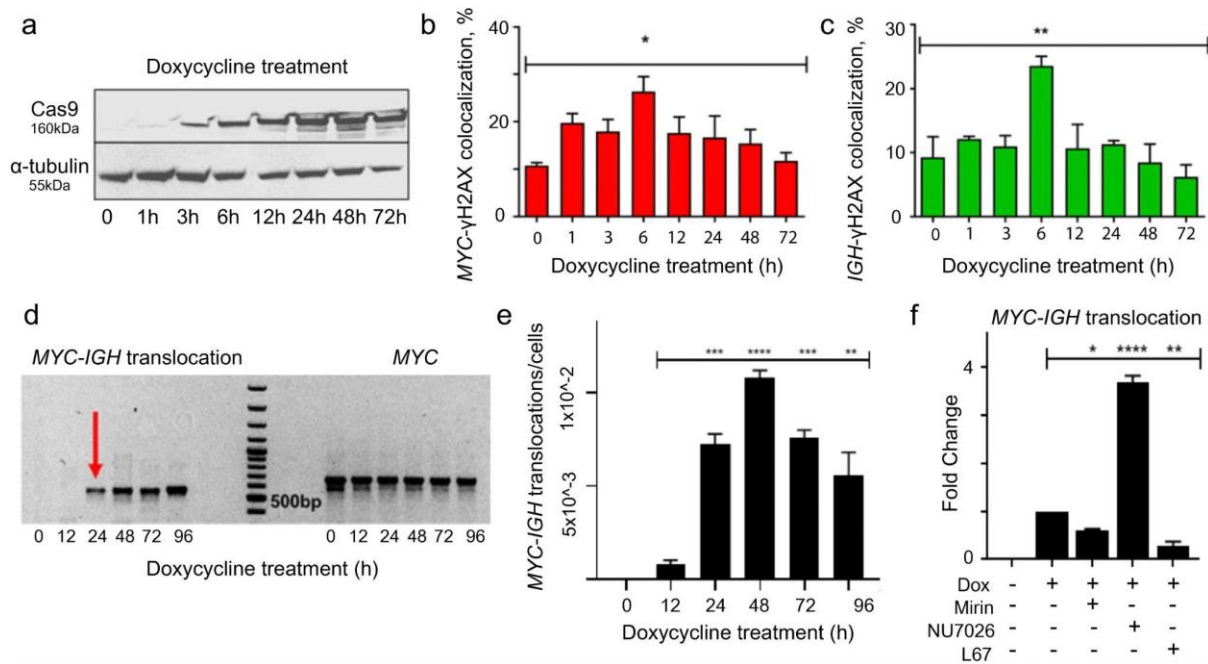 a
Doxycycline treatment
Cas9
160kDa
α-tubulin
55kDa
0 1h 3h 6h 12h 24h 48h 72h
b
MYC-γH2AX colocalization, %
40
20
0
*
0 1 3 6 12 24 48 72
Doxycycline treatment (h)
c
IGH-γH2AX colocalization, %
30
20
10
0
**
0 1 3 6 12 24 48 72
Doxycycline treatment (h)
d
MYC-IGH translocation
MYC
500bp
0 12 24 48 72 96
0 12 24 48 72 96
Doxycycline treatment (h)
e
MYC-IGH translocations/cells
1x10^-2
5x10^-3
*** **** *** **
0 12 24 48 72 96
Doxycycline treatment (h)
f
MYC-IGH translocation
Fold Change
4
0
* **** **
Dox - + + + +
Mirin - - + - -
NU7026 - - - + -
L67 - - - - +